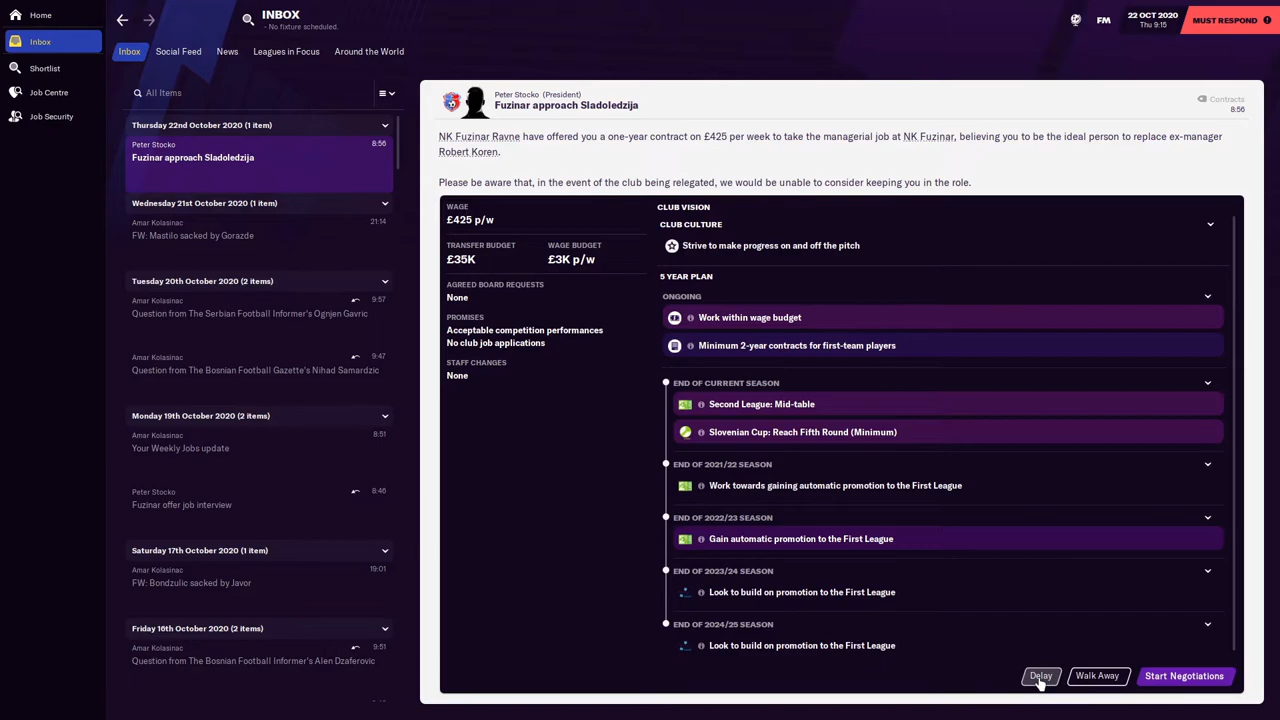 Home
Inbox
Shortlist
Job Centre
Job Security
INBOX
- No fixture scheduled.
FM
22 OCT 2020
Thu 9:15
MUST RESPOND
Inbox
Social Feed
News
Leagues in Focus
Around the World
All Items
Thursday 22nd October 2020 (1 item)
Peter Stocko
8:56
Fuzinar approach Sladoledzija
Wednesday 21st October 2020 (1 item)
Amar Kolasinac
21:14
FW: Mastilo sacked by Gorazde
Tuesday 20th October 2020 (2 items)
Amar Kolasinac
9:57
Question from The Serbian Football Informer's Ognjen Gavric
Amar Kolasinac
9:47
Question from The Bosnian Football Gazette's Nihad Samardzic
Monday 19th October 2020 (2 items)
Amar Kolasinac
8:51
Your Weekly Jobs update
Peter Stocko
8:46
Fuzinar offer job interview
Saturday 17th October 2020 (1 item)
Amar Kolasinac
19:01
FW: Bondzulic sacked by Javor
Friday 16th October 2020 (2 items)
Amar Kolasinac
9:51
Question from The Bosnian Football Informer's Alen Dzaferovic
Peter Stocko (President)
Fuzinar approach Sladoledzija
Contracts
8:56
NK Fuzinar Ravne have offered you a one-year contract on £425 per week to take the managerial job at NK Fuzinar, believing you to be the ideal person to replace ex-manager
Robert Koren.
Please be aware that, in the event of the club being relegated, we would be unable to consider keeping you in the role.
WAGE
£425 p/w
TRANSFER BUDGET
£35K
WAGE BUDGET
£3K p/w
AGREED BOARD REQUESTS
None
PROMISES
Acceptable competition performances
No club job applications
STAFF CHANGES
None
CLUB VISION
CLUB CULTURE
Strive to make progress on and off the pitch
5 YEAR PLAN
ONGOING
Work within wage budget
Minimum 2-year contracts for first-team players
END OF CURRENT SEASON
Second League: Mid-table
Slovenian Cup: Reach Fifth Round (Minimum)
END OF 2021/22 SEASON
Work towards gaining automatic promotion to the First League
END OF 2022/23 SEASON
Gain automatic promotion to the First League
END OF 2023/24 SEASON
Look to build on promotion to the First League
END OF 2024/25 SEASON
Look to build on promotion to the First League
Delay
Walk Away
Start Negotiations